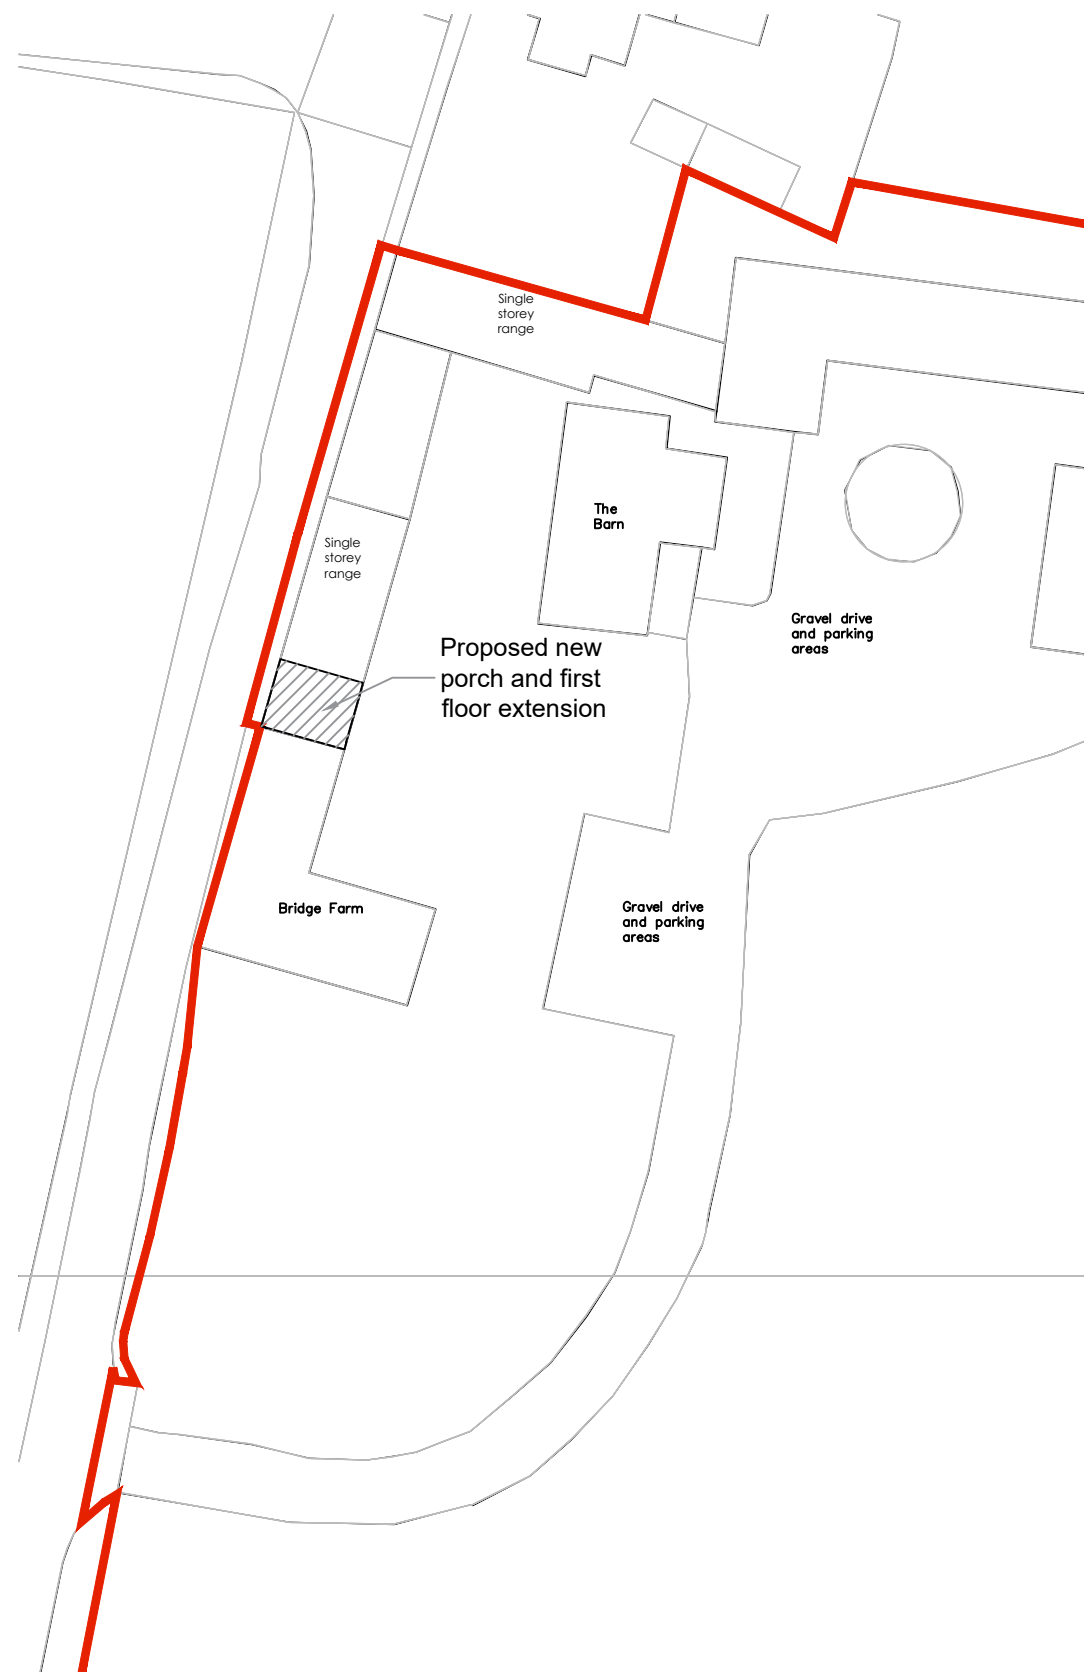 Single
storey
range
The
Barn
Single
storey
range
Gravel drive
and parking
areas
Proposed new
porch and first
floor extension
Bridge Farm
Gravel drive
and parking
areas